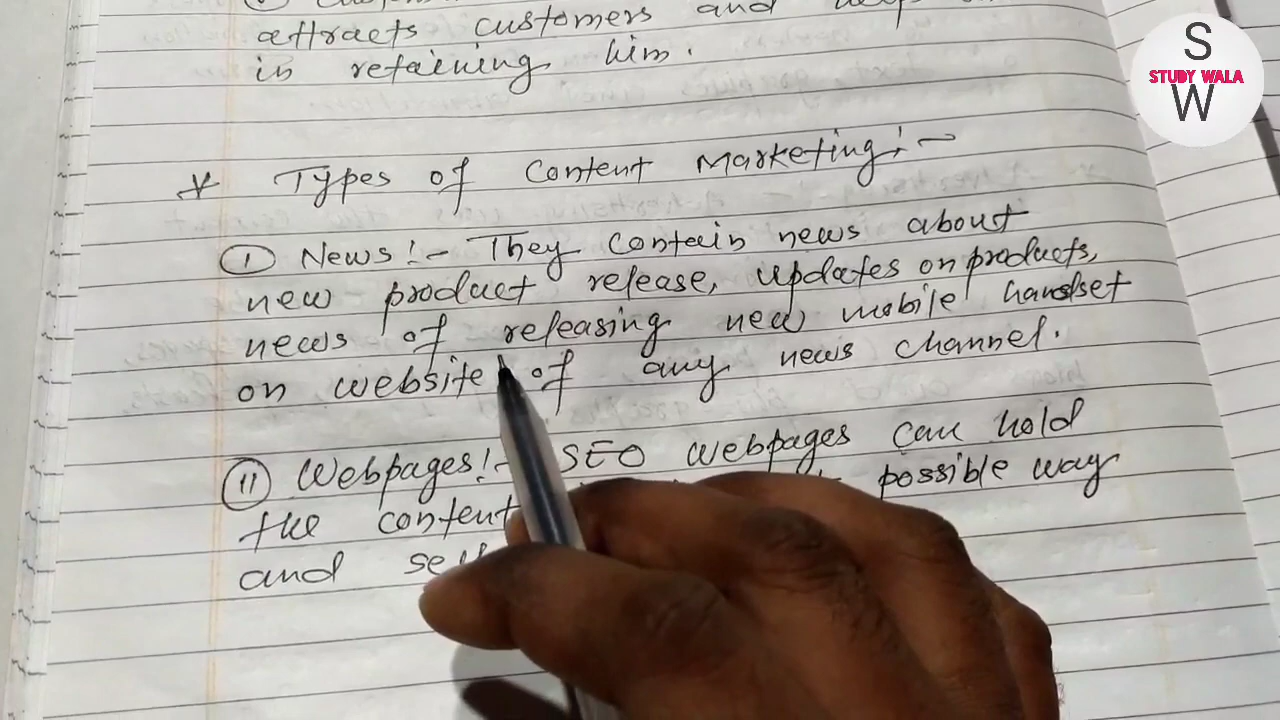 attracts customers and
in retaining him.
* Types of Content Marketing :-
(I) News :- They contain news about
new product release, updates on products,
news of releasing new mobile handset
on website of any news channel.
(II) Webpages :- SEO webpages can hold
the content possible way
and
S
STUDY WALA
W